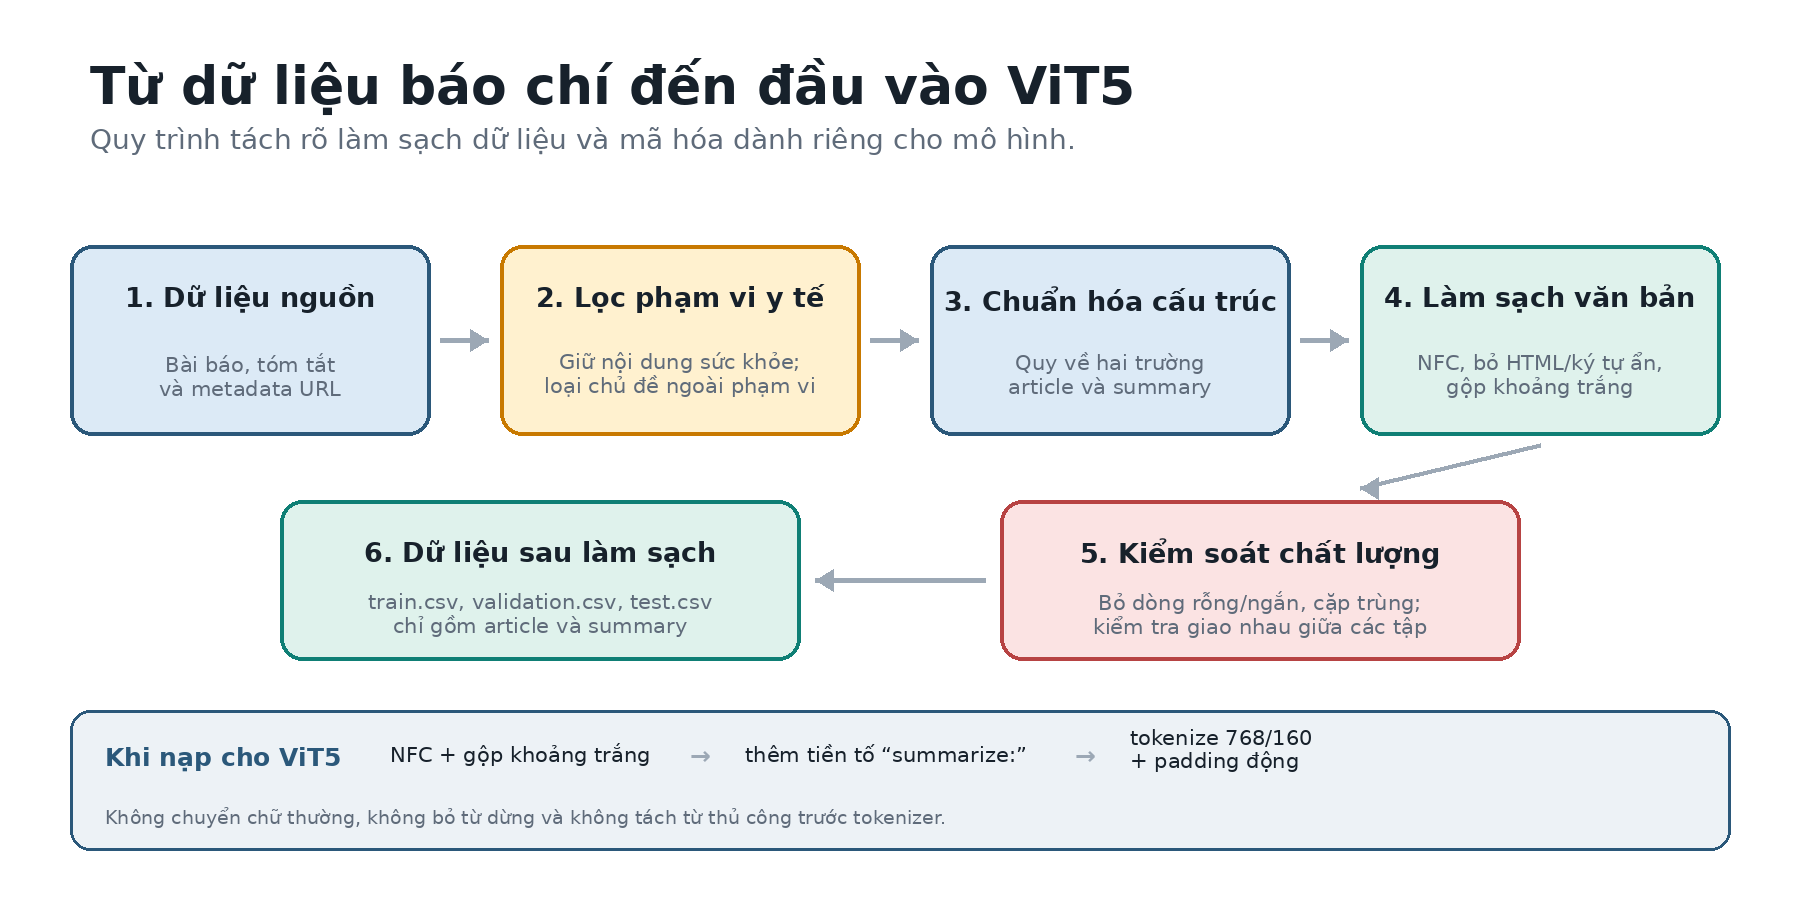 Từ dữ liệu báo chí đến đầu vào ViT5
Quy trình tách rõ làm sạch dữ liệu và mã hóa dành riêng cho mô hình.
1. Dữ liệu nguồn
Bài báo, tóm tắt
và metadata URL
2. Lọc phạm vi y tế
Giữ nội dung sức khỏe;
loại chủ đề ngoài phạm vi
3. Chuẩn hóa cấu trúc
Quy về hai trường
article và summary
4. Làm sạch văn bản
NFC, bỏ HTML/ký tự ẩn,
gộp khoảng trắng
5. Kiểm soát chất lượng
Bỏ dòng rỗng/ngắn, cặp trùng;
kiểm tra giao nhau giữa các tập
6. Dữ liệu sau làm sạch
train.csv, validation.csv, test.csv
chỉ gồm article và summary
Khi nạp cho ViT5
NFC + gộp khoảng trắng
→
thêm tiền tố “summarize:”
→
tokenize 768/160
+ padding động
Không chuyển chữ thường, không bỏ từ dừng và không tách từ thủ công trước tokenizer.